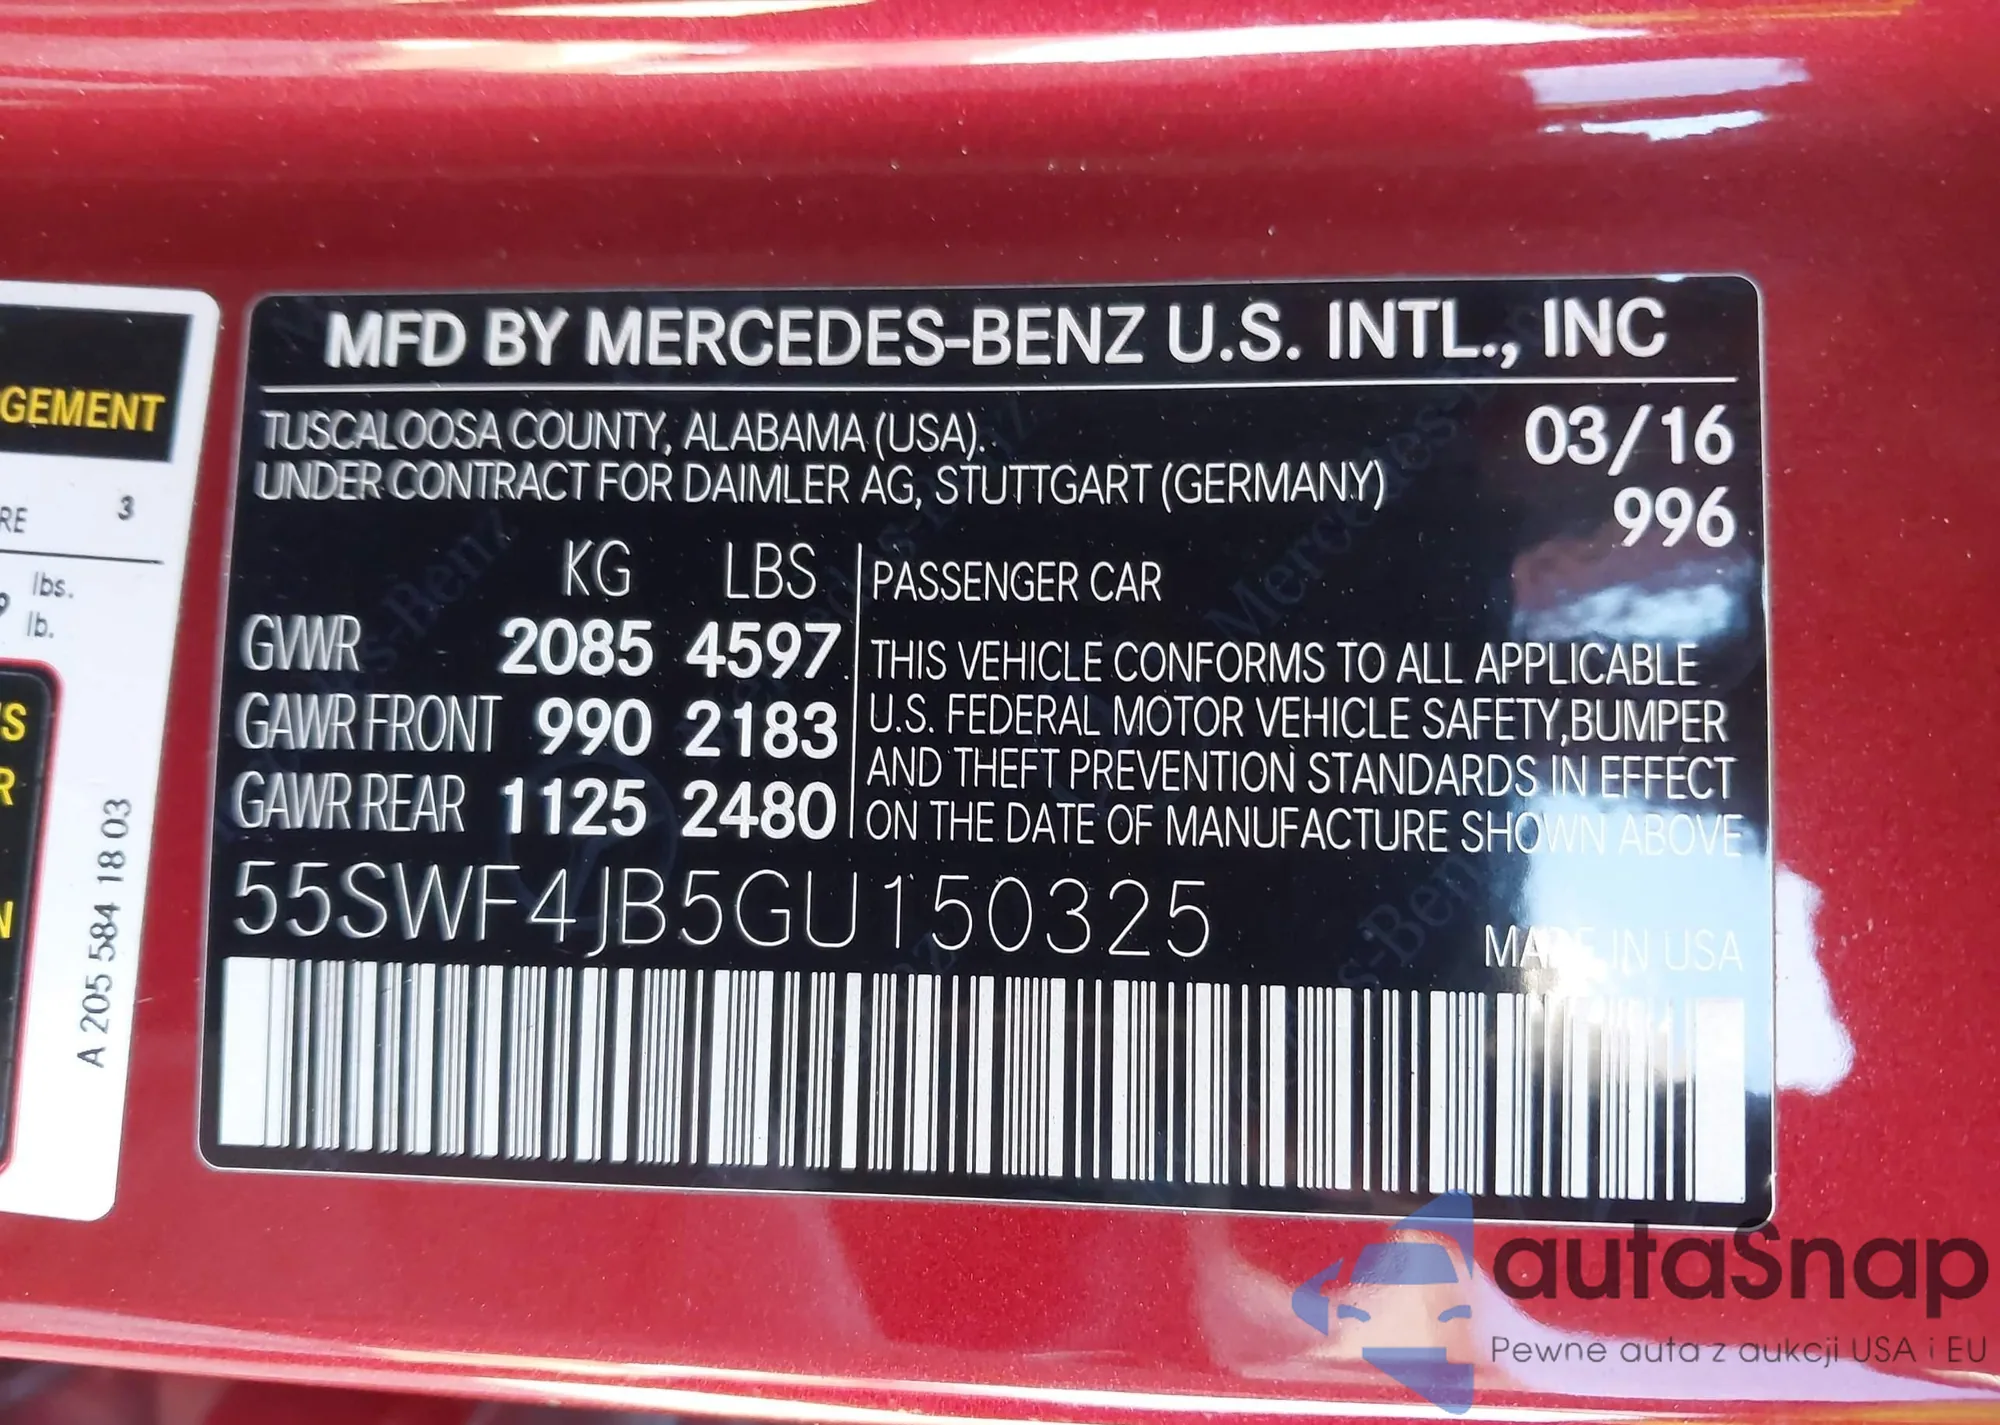 GEMENT
RE 3
9 lbs.
lb.
S
R
N
A 205 584 18 03
MFD BY MERCEDES-BENZ U.S. INTL., INC
TUSCALOOSA COUNTY, ALABAMA (USA).
UNDER CONTRACT FOR DAIMLER AG, STUTTGART (GERMANY)
03/16
996
KG LBS
GVWR 2085 4597
GAWR FRONT 990 2183
GAWR REAR 1125 2480
PASSENGER CAR
THIS VEHICLE CONFORMS TO ALL APPLICABLE
U.S. FEDERAL MOTOR VEHICLE SAFETY,BUMPER
AND THEFT PREVENTION STANDARDS IN EFFECT
ON THE DATE OF MANUFACTURE SHOWN ABOVE
55SWF4JB5GU150325
MADE IN USA
autaSnap
Pewne auta z aukcji USA i EU